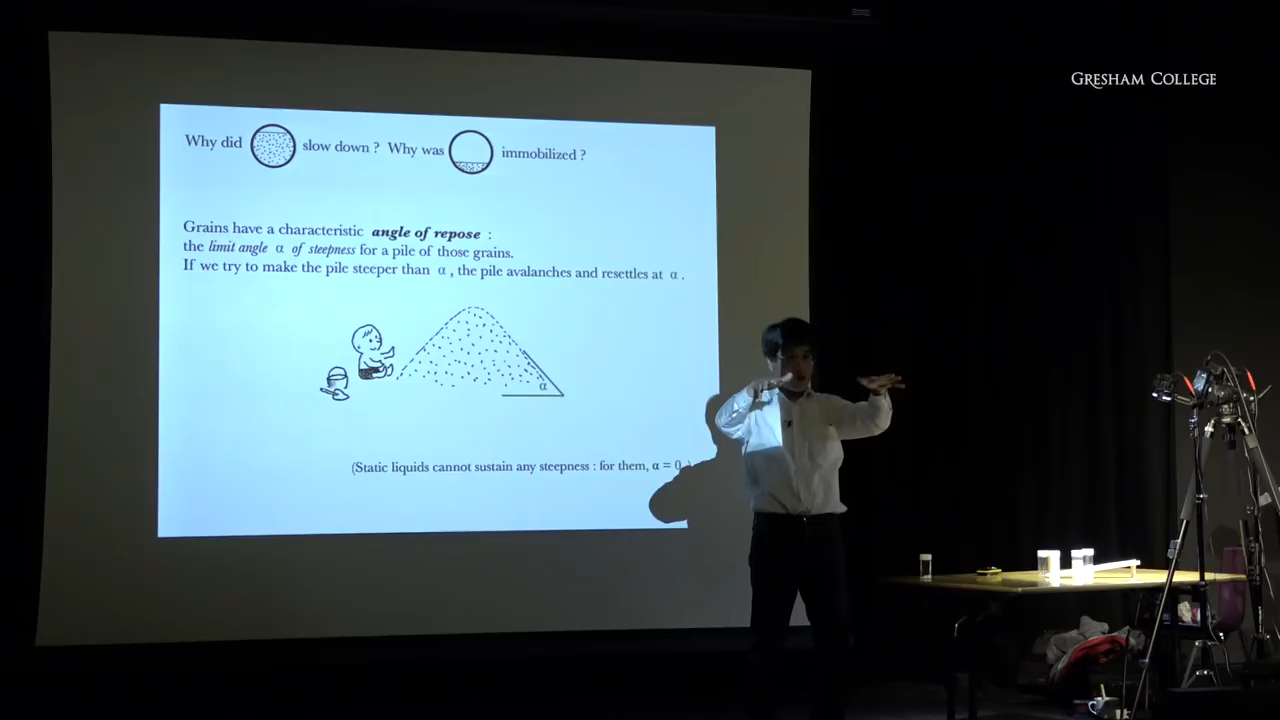 GRESHAM COLLEGE
Why did slow down ? Why was immobilized ?
Grains have a characteristic angle of repose :
the limit angle α of steepness for a pile of those grains.
If we try to make the pile steeper than α , the pile avalanches and resettles at α .
α
(Static liquids cannot sustain any steepness : for them, α = 0 )